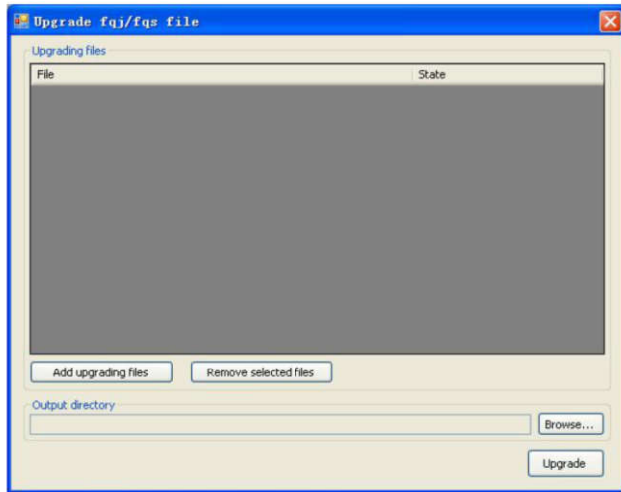 Upgrade fqj/fqs file
Upgrading files
File State
Add upgrading files Remove selected files
Output directory
Browse...
Upgrade